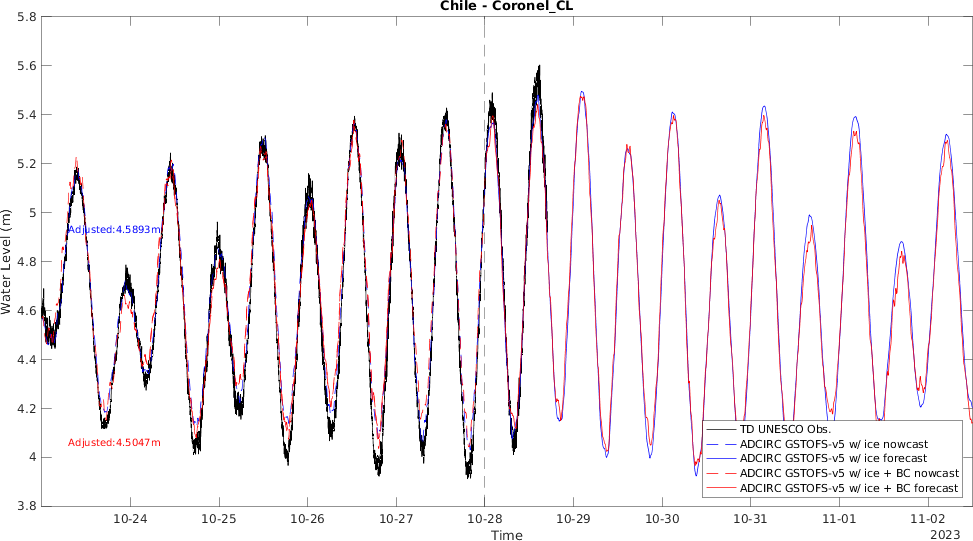 Chile - Coronel_CL
Water Level (m)
5.8
5.6
5.4
5.2
5
4.8
4.6
4.4
4.2
4
3.8
Adjusted:4.5893m
Adjusted:4.5047m
TD UNESCO Obs.
ADCIRC GSTOFS-v5 w/ ice nowcast
ADCIRC GSTOFS-v5 w/ ice forecast
ADCIRC GSTOFS-v5 w/ ice + BC nowcast
ADCIRC GSTOFS-v5 w/ ice + BC forecast
10-24 10-25 10-26 10-27 10-28 10-29 10-30 10-31 11-01 11-02
2023
Time